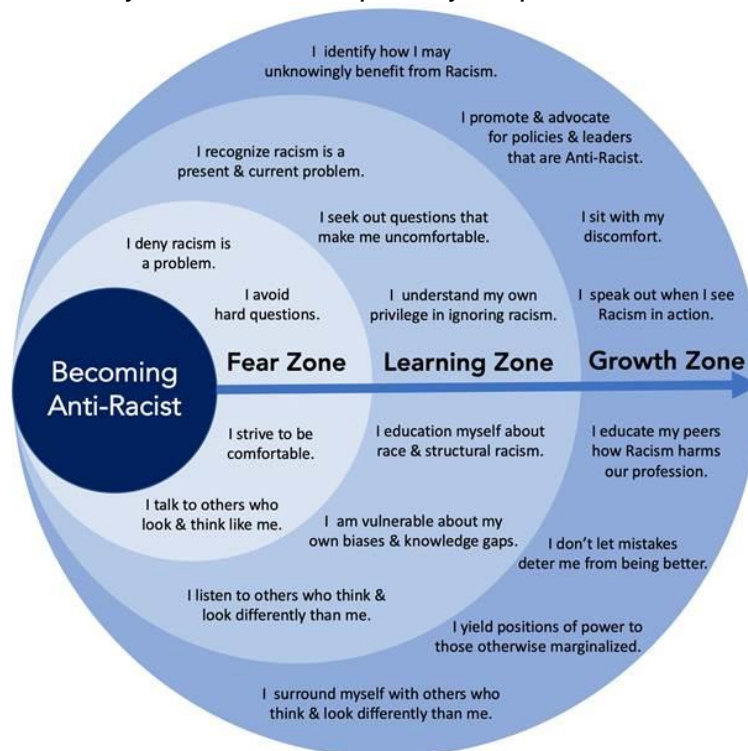 I identify how I may
unknowingly benefit from Racism.
I promote & advocate
for policies & leaders
that are Anti-Racist.
I recognize racism is a
present & current problem.
I seek out questions that
make me uncomfortable.
I sit with my
discomfort.
I deny racism is
a problem.
I avoid
hard questions.
I understand my own
privilege in ignoring racism.
I speak out when I see
Racism in action.
Becoming
Anti-Racist
Fear Zone
Learning Zone
Growth Zone
I strive to be
comfortable.
I education myself about
race & structural racism.
I educate my peers
how Racism harms
our profession.
I talk to others who
look & think like me.
I am vulnerable about my
own biases & knowledge gaps.
I don't let mistakes
deter me from being better.
I listen to others who think &
look differently than me.
I yield positions of power to
those otherwise marginalized.
I surround myself with others who
think & look differently than me.